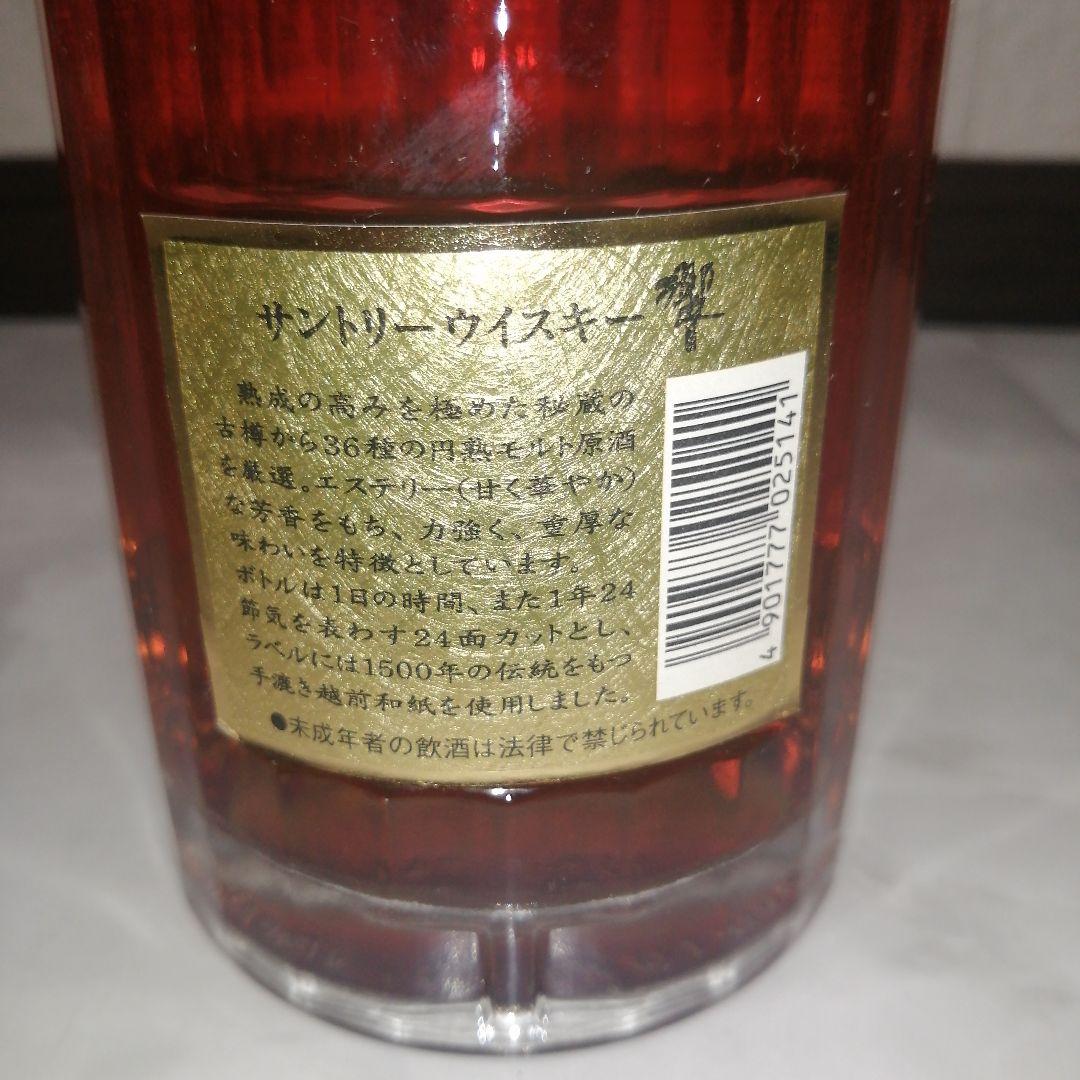 サントリーウイスキー 響
熟成の高みを極めた秘蔵の
古樽から36種の円熟モルト原酒
を厳選。エステリー(甘く華やか)
な芳香をもち、力強く、重厚な
味わいを特徴としています。
ボトルは1日の時間、また1年24
節気を表わす24面カットとし、
ラベルには1500年の伝統をもつ
手漉き越前和紙を使用しました。
●未成年者の飲酒は法律で禁じられています。
4 901777 025141